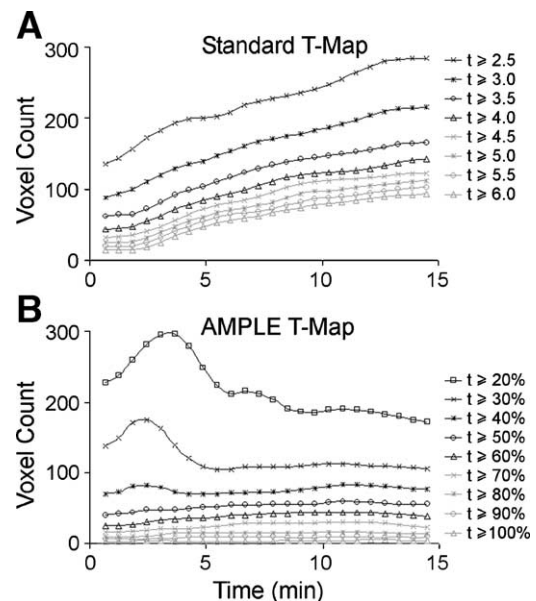 A
Standard T-Map
Voxel Count
300
200
100
0
0
5
10
15
t ⩾ 2.5
t ⩾ 3.0
t ⩾ 3.5
t ⩾ 4.0
t ⩾ 4.5
t ⩾ 5.0
t ⩾ 5.5
t ⩾ 6.0
B
AMPLE T-Map
Voxel Count
300
200
100
0
0
5
10
15
Time (min)
t ⩾ 20%
t ⩾ 30%
t ⩾ 40%
t ⩾ 50%
t ⩾ 60%
t ⩾ 70%
t ⩾ 80%
t ⩾ 90%
t ⩾100%